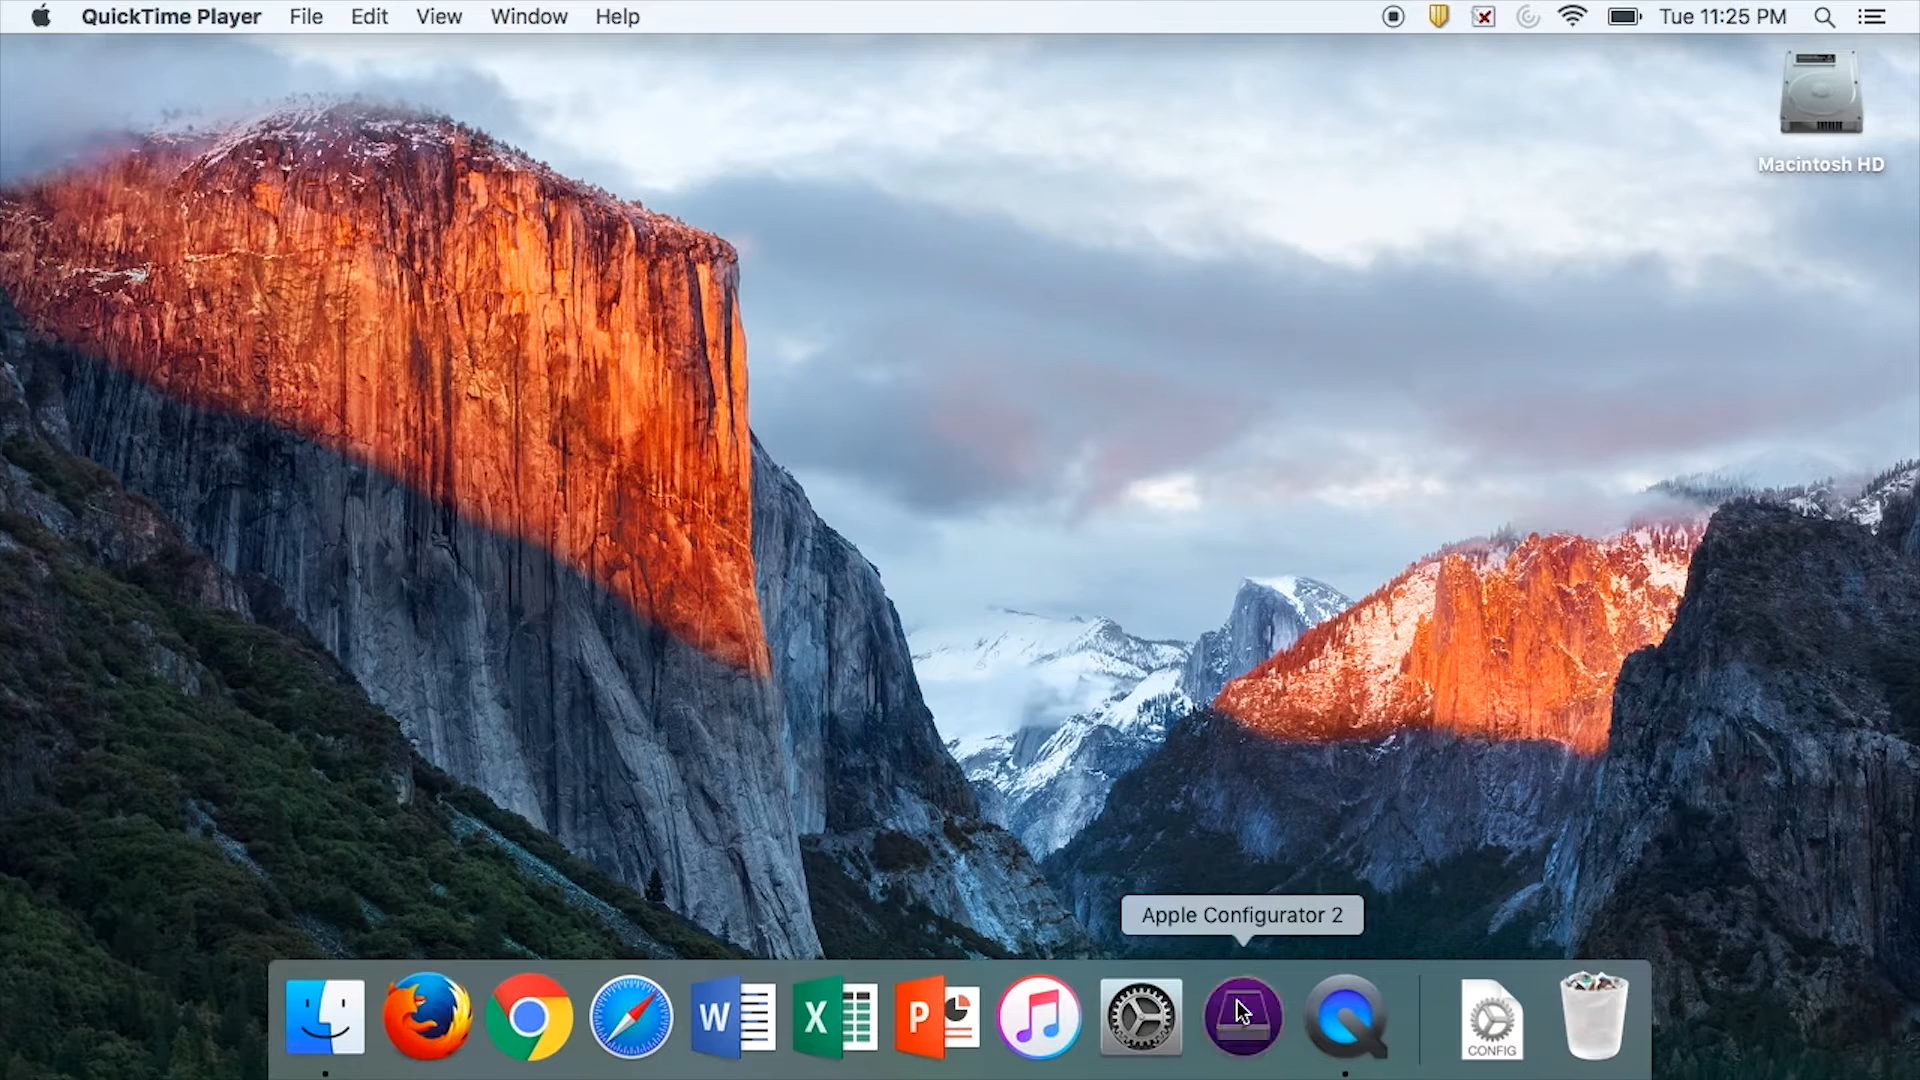 QuickTime Player File Edit View Window Help Tue 11:25 PM
Macintosh HD
Apple Configurator 2
W X P CONFIG